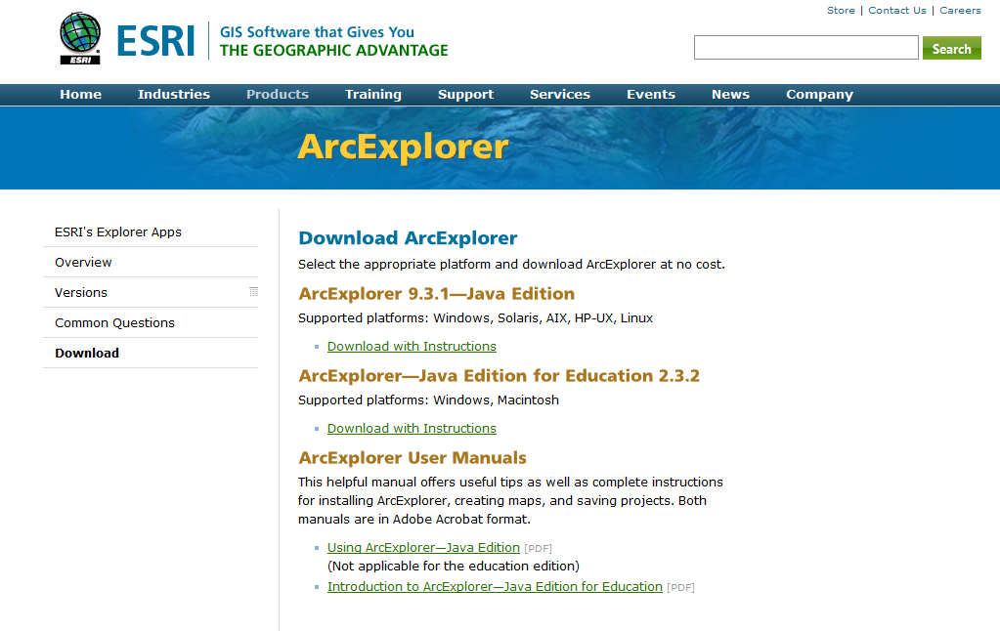 Store | Contact Us | Careers
ESRI
ESRI
GIS Software that Gives You
THE GEOGRAPHIC ADVANTAGE
Search
Home Industries Products Training Support Services Events News Company
ArcExplorer
ESRI's Explorer Apps
Overview
Versions
Common Questions
Download
Download ArcExplorer
Select the appropriate platform and download ArcExplorer at no cost.
ArcExplorer 9.3.1—Java Edition
Supported platforms: Windows, Solaris, AIX, HP-UX, Linux
Download with Instructions
ArcExplorer—Java Edition for Education 2.3.2
Supported platforms: Windows, Macintosh
Download with Instructions
ArcExplorer User Manuals
This helpful manual offers useful tips as well as complete instructions
for installing ArcExplorer, creating maps, and saving projects. Both
manuals are in Adobe Acrobat format.
Using ArcExplorer—Java Edition [PDF]
(Not applicable for the education edition)
Introduction to ArcExplorer—Java Edition for Education [PDF]